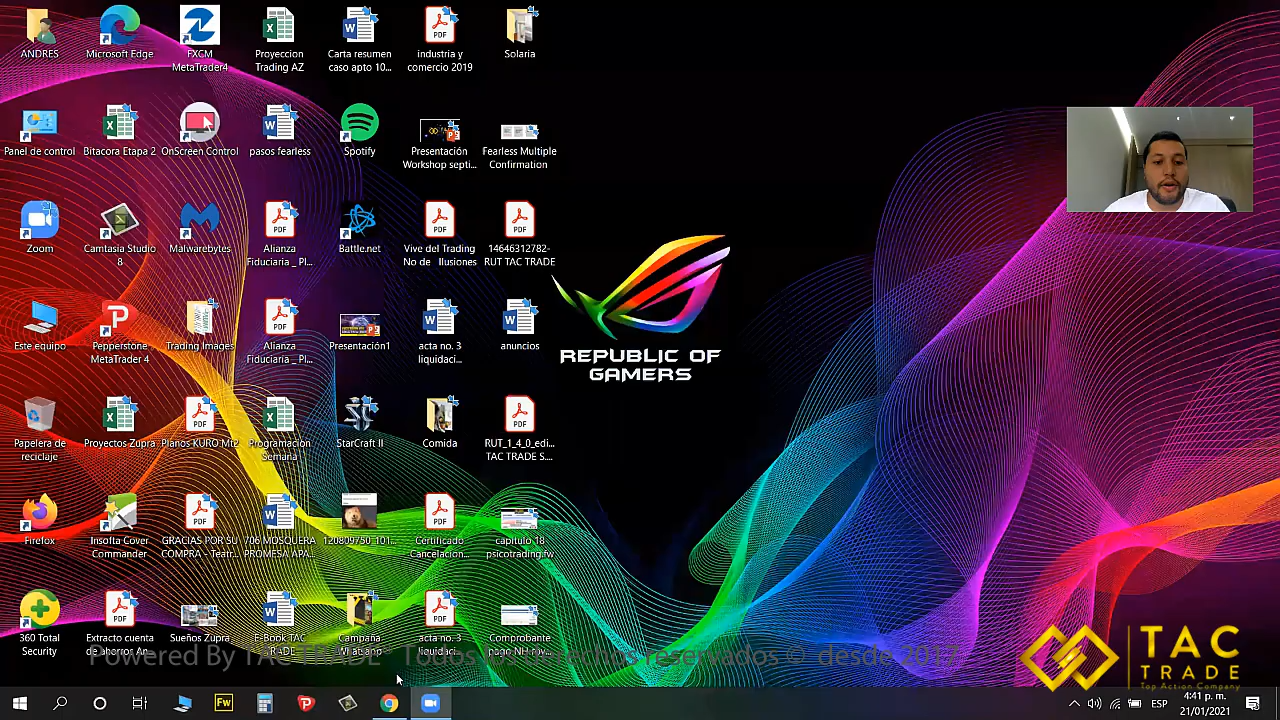 ANDRES
Microsoft Edge
FXCM
MetaTrader4
Proyeccion
Trading AZ
Carta resumen
caso apto 10...
industria y
comercio 2019
Solaria
Panel de control
Bitacora Etapa 2
OnScreen Control
pasos fearless
Spotify
Presentación
Workshop septi...
Fearless Multiple
Confirmation
Zoom
Camtasia Studio
8
Malwarebytes
Alianza
Fiduciaria _ Pl...
Battle.net
Vive del Trading
No de Ilusiones
14646312782-
RUT TAC TRADE
Este equipo
Pepperstone
MetaTrader 4
Trading Images
Alianza
Fiduciaria _ Pl...
Presentación1
acta no. 3
liquidaci...
anuncios
REPUBLIC OF
GAMERS
Papelera de
reciclaje
Proyectos Zupra
Planos KURO Mt2
Programación
Semana
StarCraft II
Comida
RUT_1_4_0_edi...
TAC TRADE S....
Firefox
Insofta Cover
Commander
GRACIAS POR SU
COMPRA - Teatr...
706 MOSQUERA
PROMESA APA...
120809750_101...
Certificado
Cancelacion...
capitulo 18
psicotrading.fw
360 Total
Security
Extracto cuenta
de ahorros An...
Sueños Zupra
E-Book TAC
TRADE
Campaña
Whatsapp
acta no. 3
liquidac...
Comprobante
pago NH nov...
Powered By TAC TRADE - Todos los derechos reservados © desde 2017
TAC
TRADE
Top Action Company
Fw
ESP
4:41 p. m.
21/01/2021